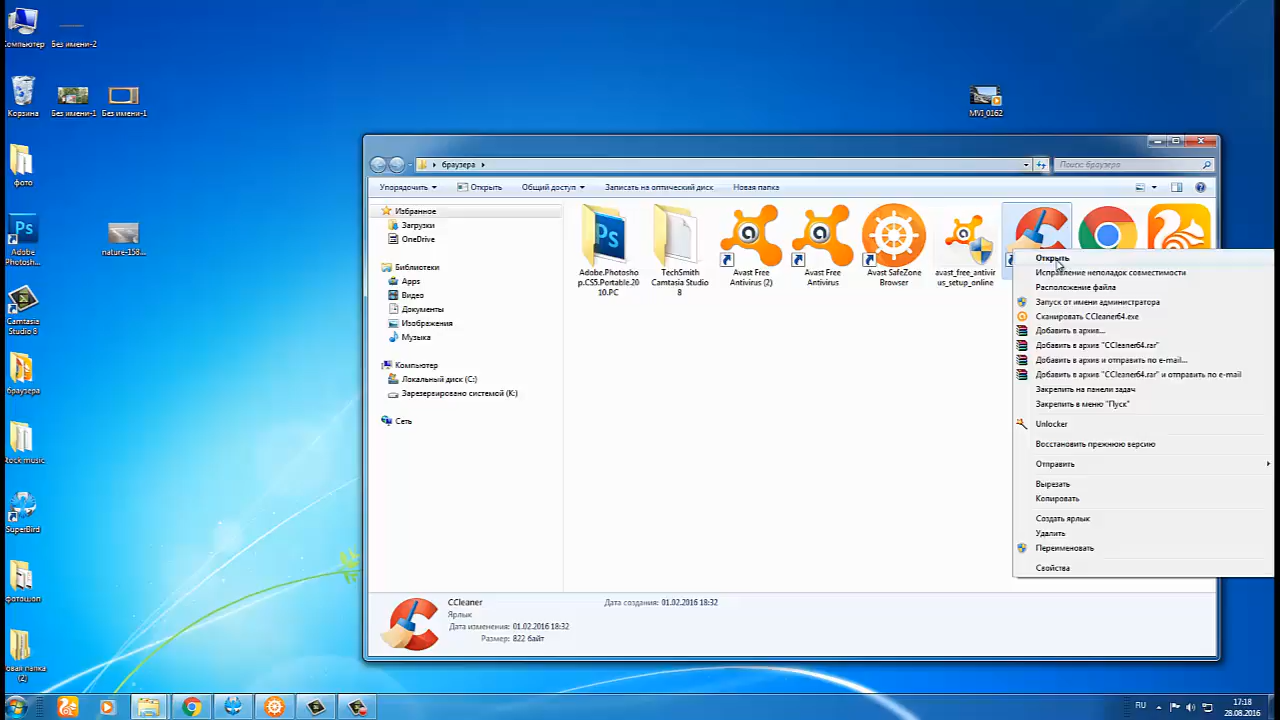 Компьютер
Без имени-2
Корзина
Без имени-1
Без имени-1
фото
Adobe
Photosh...
nature-158...
Camtasia
Studio 8
браузера
Rock music
SuperBird
фотошоп
(2)
MVI_0162
браузера
Поиск: браузера
Упорядочить
Открыть
Общий доступ
Записать на оптический диск
Новая папка
Избранное
Загрузки
OneDrive
Библиотеки
Apps
Видео
Документы
Изображения
Музыка
Компьютер
Локальный диск (C:)
Зарезервировано системой (K:)
Сеть
Adobe.Photosho
p.CS5.Portable.20
10.PC
TechSmith
Camtasia Studio
8
Avast Free
Antivirus (2)
Avast Free
Antivirus
Avast SafeZone
Browser
avast_free_antivir
us_setup_online
Открыть
Исправление неполадок совместимости
Расположение файла
Запуск от имени администратора
Сканировать CCleaner64.exe
Добавить в архив...
Добавить в архив "CCleaner64.rar"
Добавить в архив и отправить по e-mail...
Добавить в архив "CCleaner64.rar" и отправить по e-mail
Закрепить на панели задач
Закрепить в меню "Пуск"
Unlocker
Восстановить прежнюю версию
Отправить
Вырезать
Копировать
Создать ярлык
Удалить
Переименовать
Свойства
CCleaner
Ярлык
Дата изменения: 01.02.2016 18:32
Размер: 822 байт
Дата создания: 01.02.2016 18:32
RU
17:18
28.08.2016